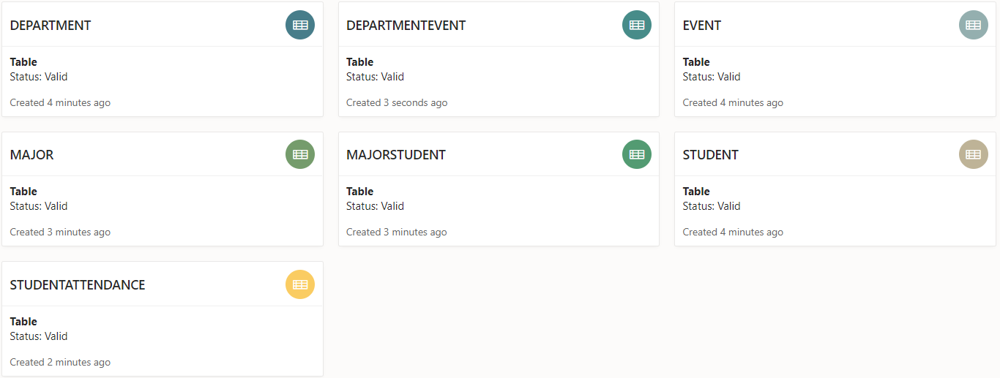 DEPARTMENT
Table
Status: Valid
Created 4 minutes ago
DEPARTMENTEVENT
Table
Status: Valid
Created 3 seconds ago
EVENT
Table
Status: Valid
Created 4 minutes ago
MAJOR
Table
Status: Valid
Created 3 minutes ago
MAJORSTUDENT
Table
Status: Valid
Created 3 minutes ago
STUDENT
Table
Status: Valid
Created 4 minutes ago
STUDENTATTENDANCE
Table
Status: Valid
Created 2 minutes ago